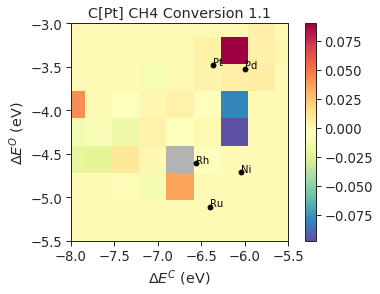 C[Pt] CH4 Conversion 1.1
−3.0
−3.5
−4.0
−4.5
−5.0
−5.5
ΔE^O (eV)
Pt
Pd
Rh
Ni
Ru
−8.0 −7.5 −7.0 −6.5 −6.0 −5.5
ΔE^C (eV)
0.075
0.050
0.025
0.000
−0.025
−0.050
−0.075